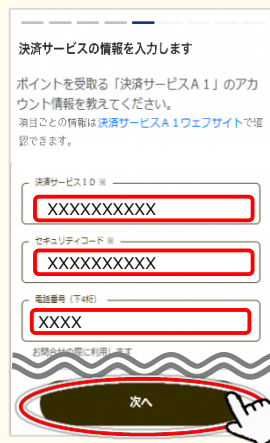 決済サービスの情報を入力します
ポイントを受取る「決済サービスA1」のアカ
ウント情報を教えてください。
項目ごとの情報は決済サービスA1ウェブサイトで確
認できます。
決済サービスID ※
XXXXXXXXXX
セキュリティコード ※
XXXXXXXXXX
電話番号（下4桁）
XXXX
お問合せの際に利用します
次へ